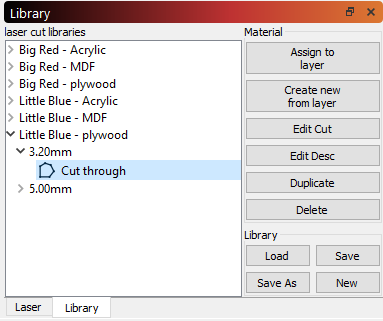 Library
laser cut libraries
Big Red - Acrylic
Big Red - MDF
Big Red - plywood
Little Blue - Acrylic
Little Blue - MDF
Little Blue - plywood
3.20mm
Cut through
5.00mm
Material
Assign to
layer
Create new
from layer
Edit Cut
Edit Desc
Duplicate
Delete
Library
Load Save
Save As New
Laser Library